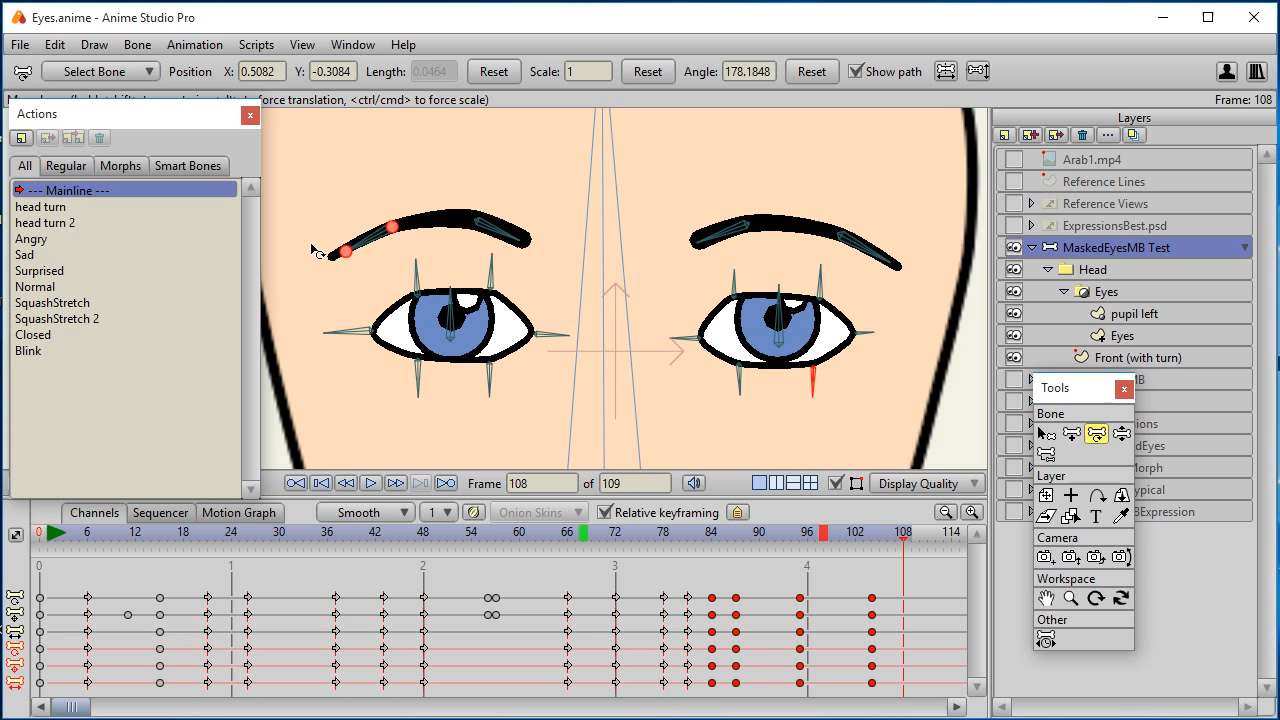 Eyes.anime - Anime Studio Pro
File Edit Draw Bone Animation Scripts View Window Help
Select Bone Position X: 0.5082 Y: -0.3084 Length: 0.0464 Reset Scale: 1 Reset Angle: 178.1848 Reset Show path
force translation, <ctrl/cmd> to force scale) Frame: 108
Actions
All Regular Morphs Smart Bones
--- Mainline ---
head turn
head turn 2
Angry
Sad
Surprised
Normal
SquashStretch
SquashStretch 2
Closed
Blink
Layers
Arab1.mp4
Reference Lines
Reference Views
ExpressionsBest.psd
MaskedEyesMB Test
Head
Eyes
pupil left
Eyes
Front (with turn)
MB
sions
edEyes
Morph
ypical
BExpression
Tools
Bone
Layer
T
Camera
Workspace
Other
Frame 108 of 109 Display Quality
Channels Sequencer Motion Graph Smooth 1 Onion Skins Relative keyframing
0 6 12 18 24 30 36 42 48 54 60 66 72 78 84 90 96 102 108 114
0 1 2 3 4